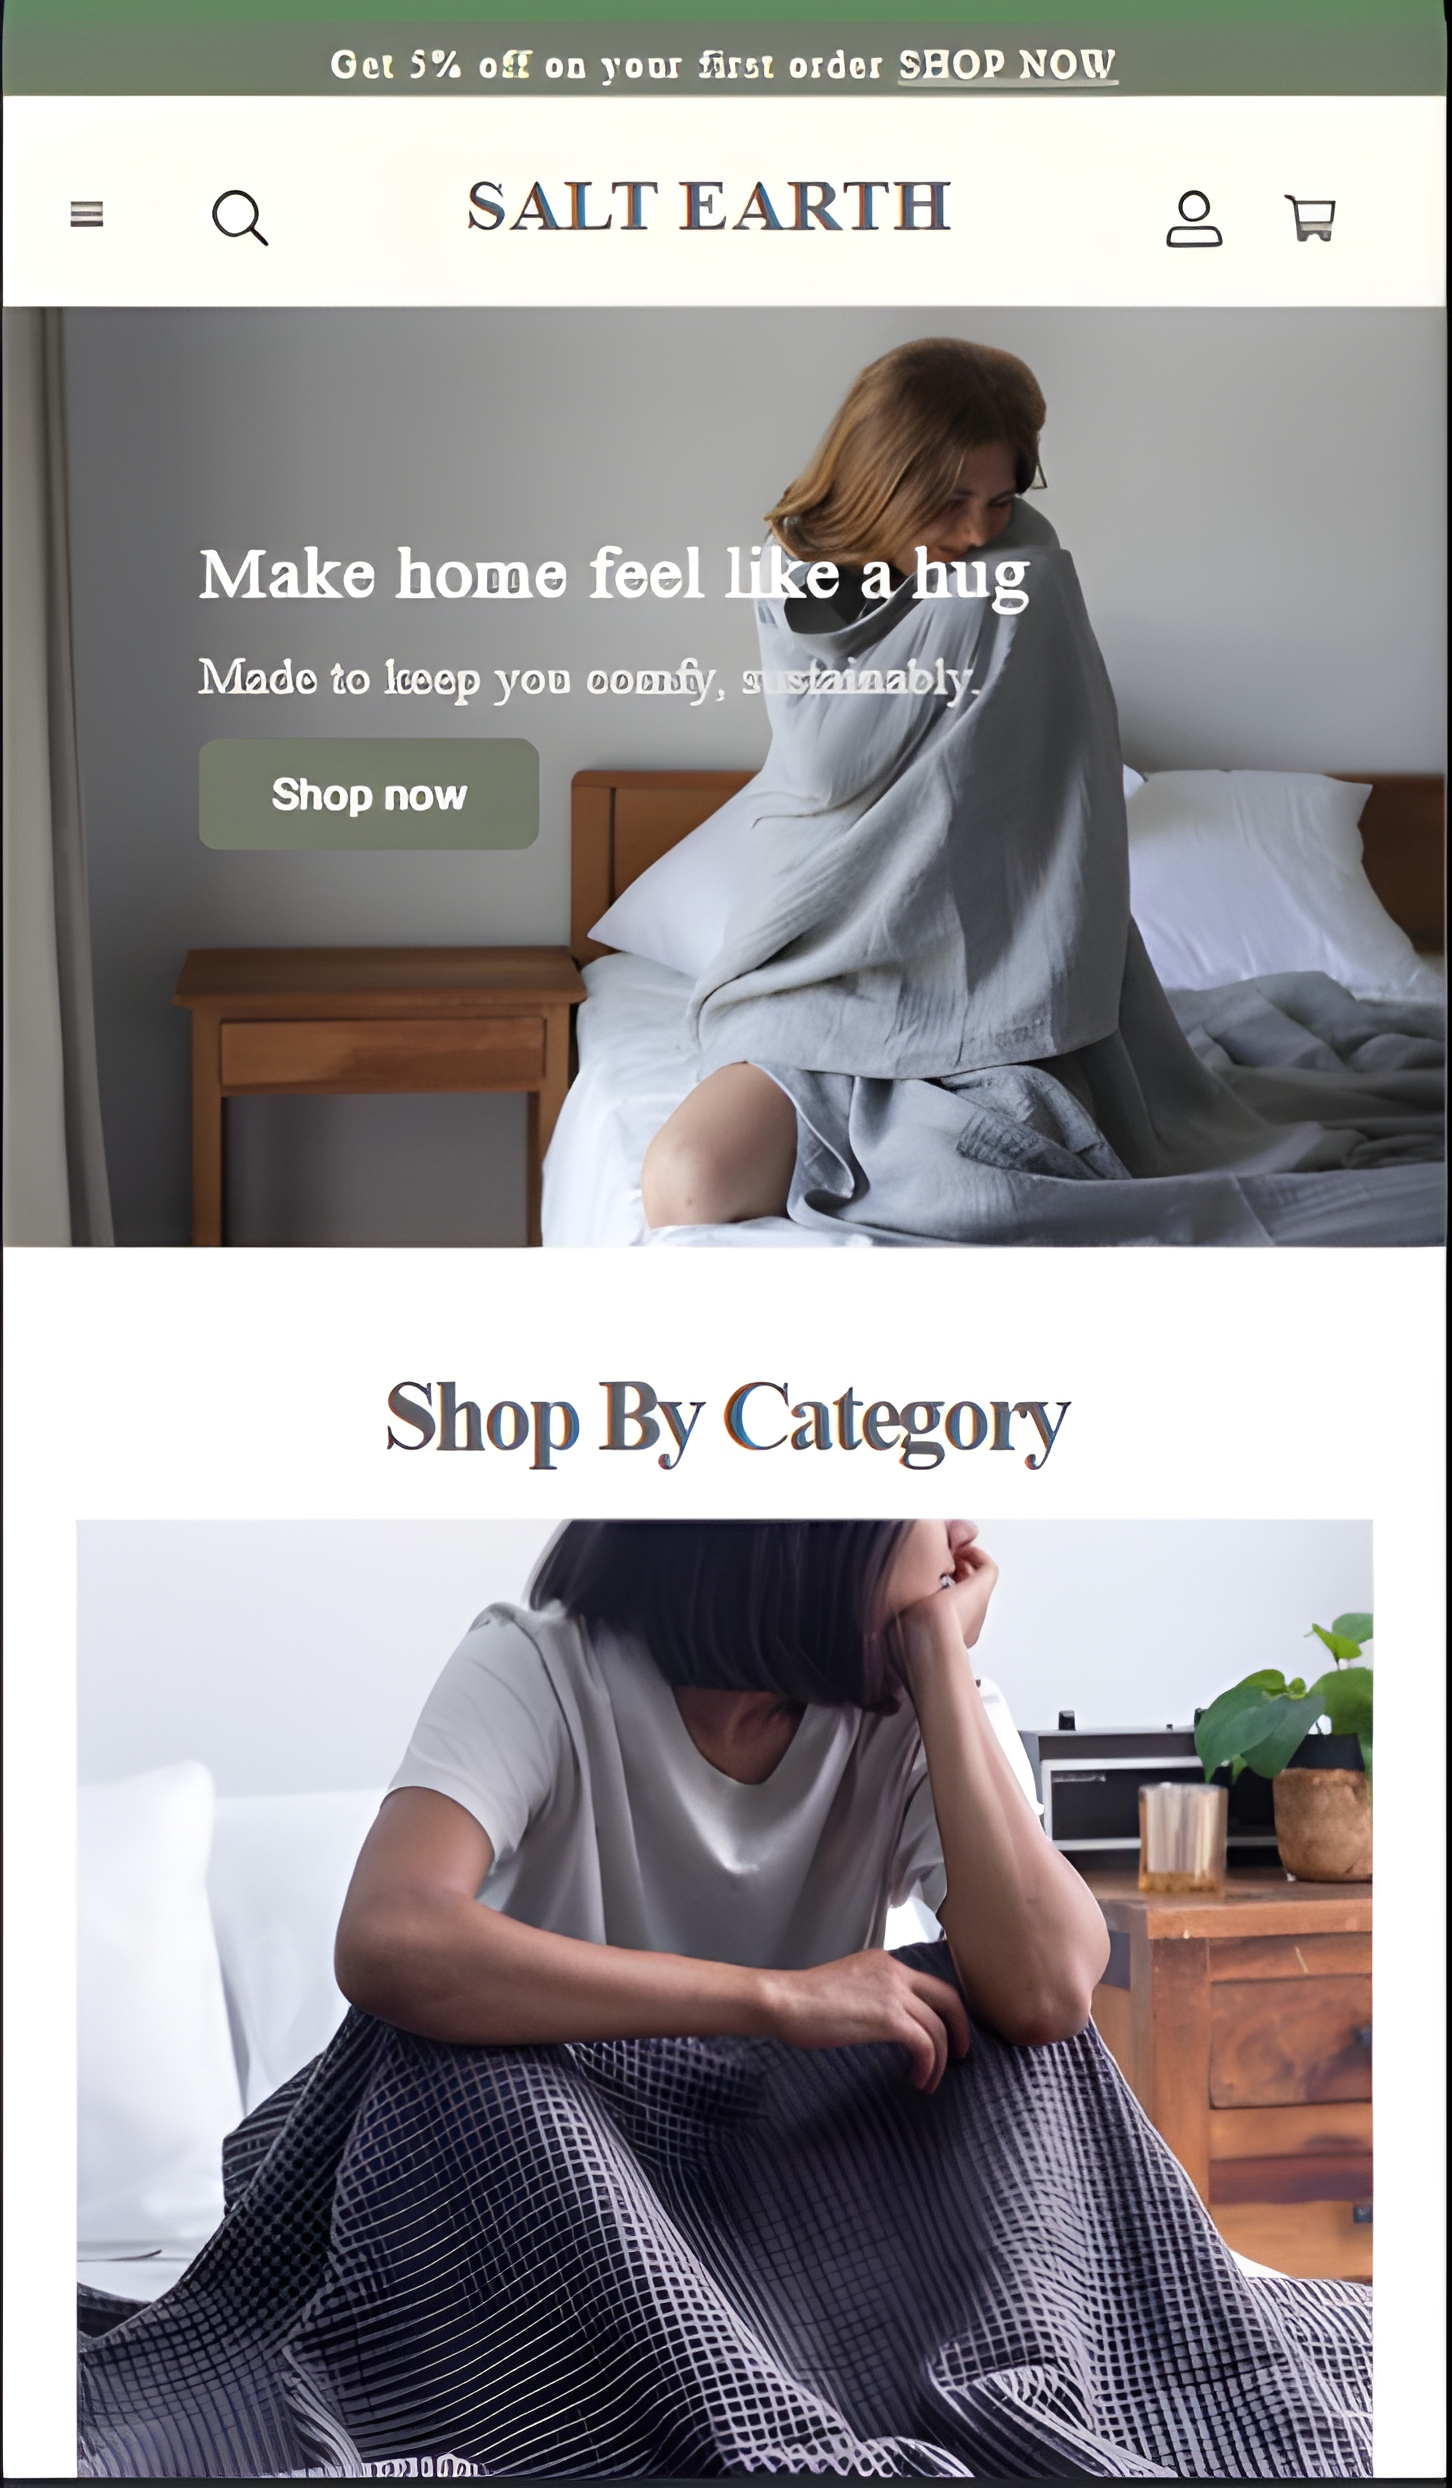 Get 5% off on your first order SHOP NOW
SALT EARTH
Make home feel like a hug
Made to keep you comfy, sustainably.
Shop now
Shop By Category